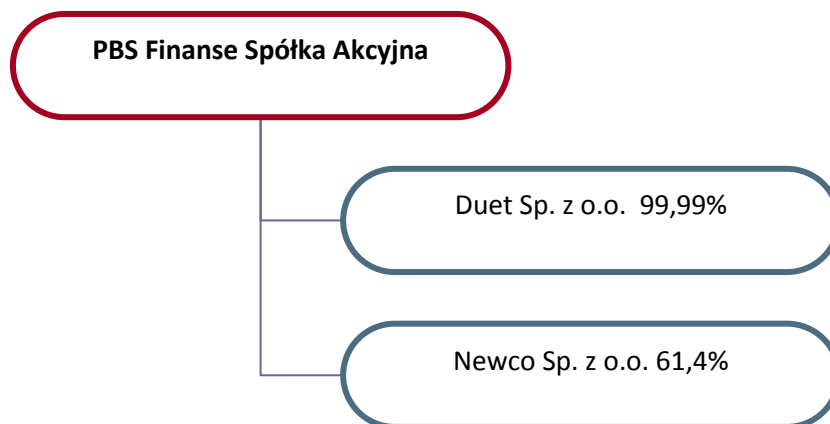 PBS Finanse Spółka Akcyjna
Duet Sp. z o.o. 99,99%
Newco Sp. z o.o. 61,4%